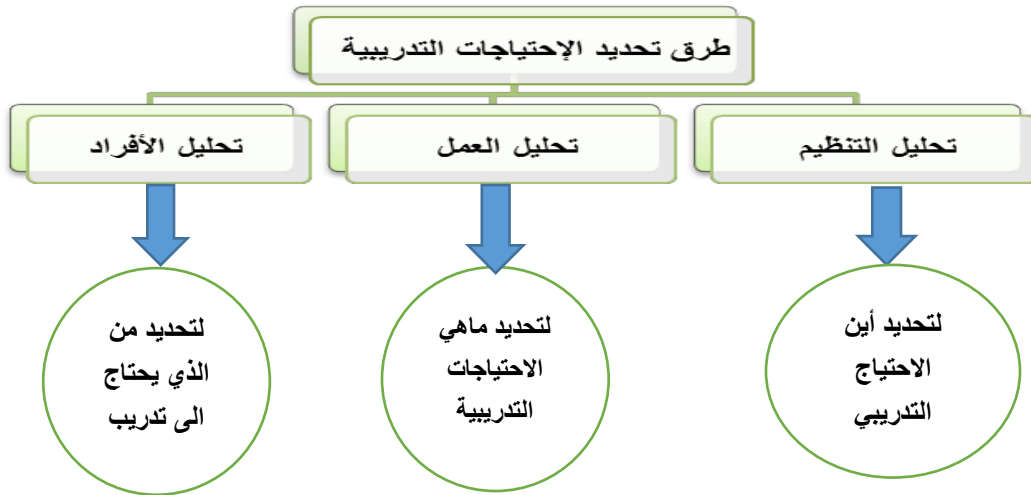 طرق تحديد الإحتياجات التدريبية
تحليل التنظيم
تحليل العمل
تحليل الأفراد
لتحديد أين
الاحتياج
التدريبي
لتحديد ماهي
الاحتياجات
التدريبية
لتحديد من
الذي يحتاج
الى تدريب